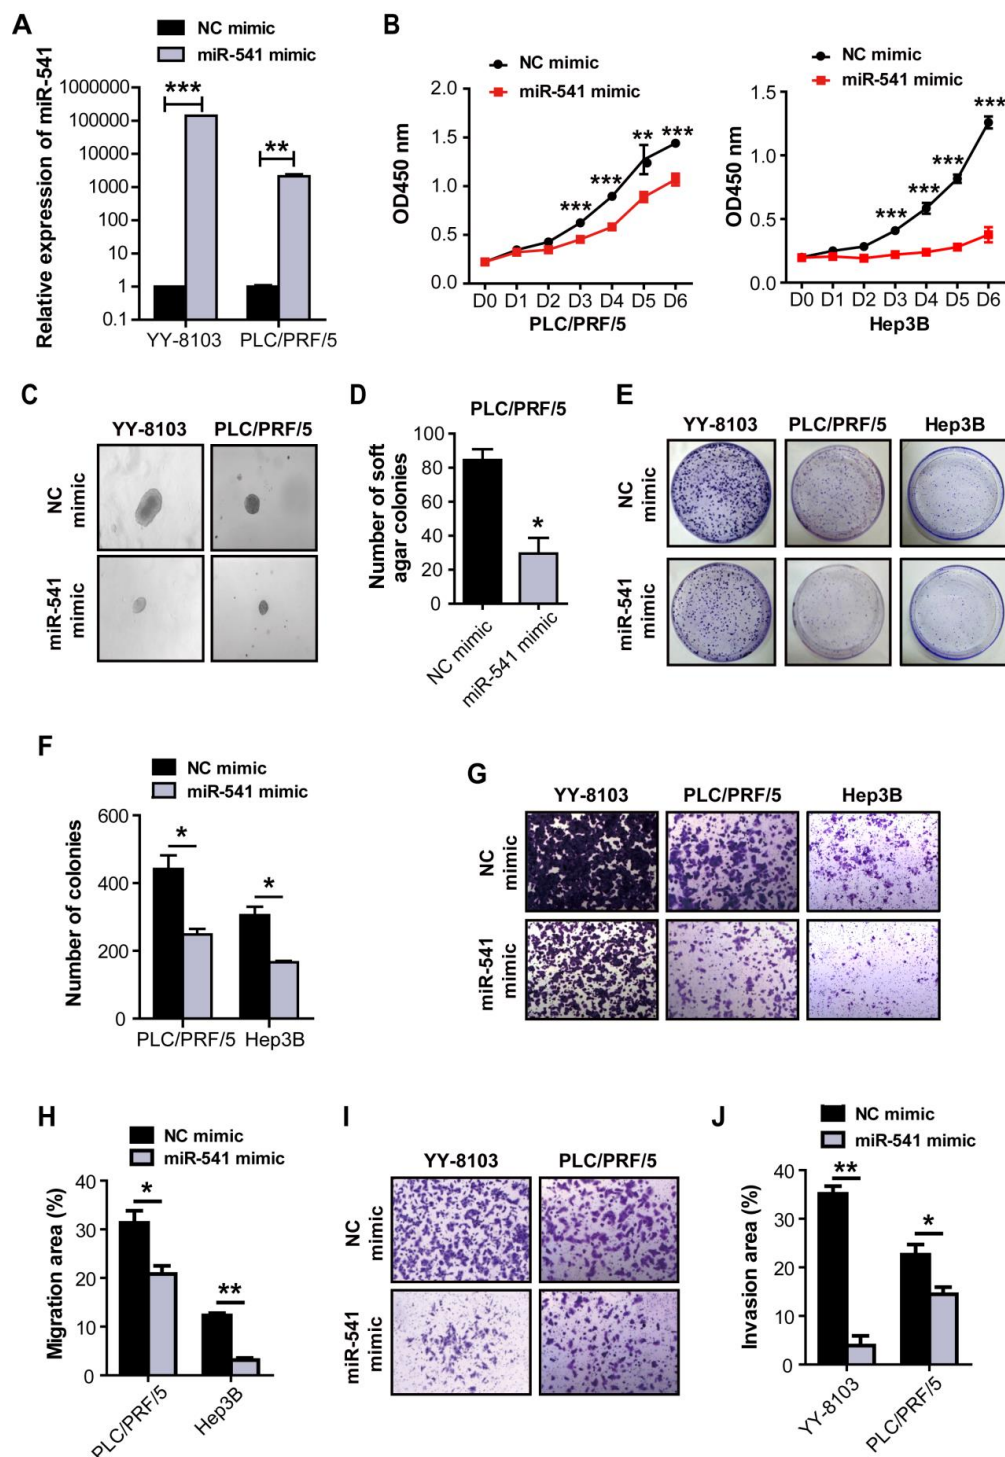 A
NC mimic
miR-541 mimic
Relative expression of miR-541
1000000
100000
10000
1000
100
10
1
0.1
***
**
YY-8103
PLC/PRF/5
B
NC mimic
miR-541 mimic
OD450 nm
2.0
1.5
1.0
0.5
0.0
***
***
**
***
D0 D1 D2 D3 D4 D5 D6
PLC/PRF/5
NC mimic
miR-541 mimic
OD450 nm
1.5
1.0
0.5
0.0
***
***
***
***
D0 D1 D2 D3 D4 D5 D6
Hep3B
C
YY-8103
PLC/PRF/5
NC
mimic
miR-541
mimic
D
PLC/PRF/5
Number of soft
agar colonies
100
80
60
40
20
0
*
NC mimic
miR-541 mimic
E
YY-8103
PLC/PRF/5
Hep3B
NC
mimic
miR-541
mimic
F
NC mimic
miR-541 mimic
Number of colonies
600
400
200
0
*
*
PLC/PRF/5
Hep3B
G
YY-8103
PLC/PRF/5
Hep3B
NC
mimic
miR-541
mimic
H
NC mimic
miR-541 mimic
Migration area (%)
40
30
20
10
0
*
**
PLC/PRF/5
Hep3B
I
YY-8103
PLC/PRF/5
NC
mimic
miR-541
mimic
J
NC mimic
miR-541 mimic
Invasion area (%)
40
30
20
10
0
**
*
YY-8103
PLC/PRF/5